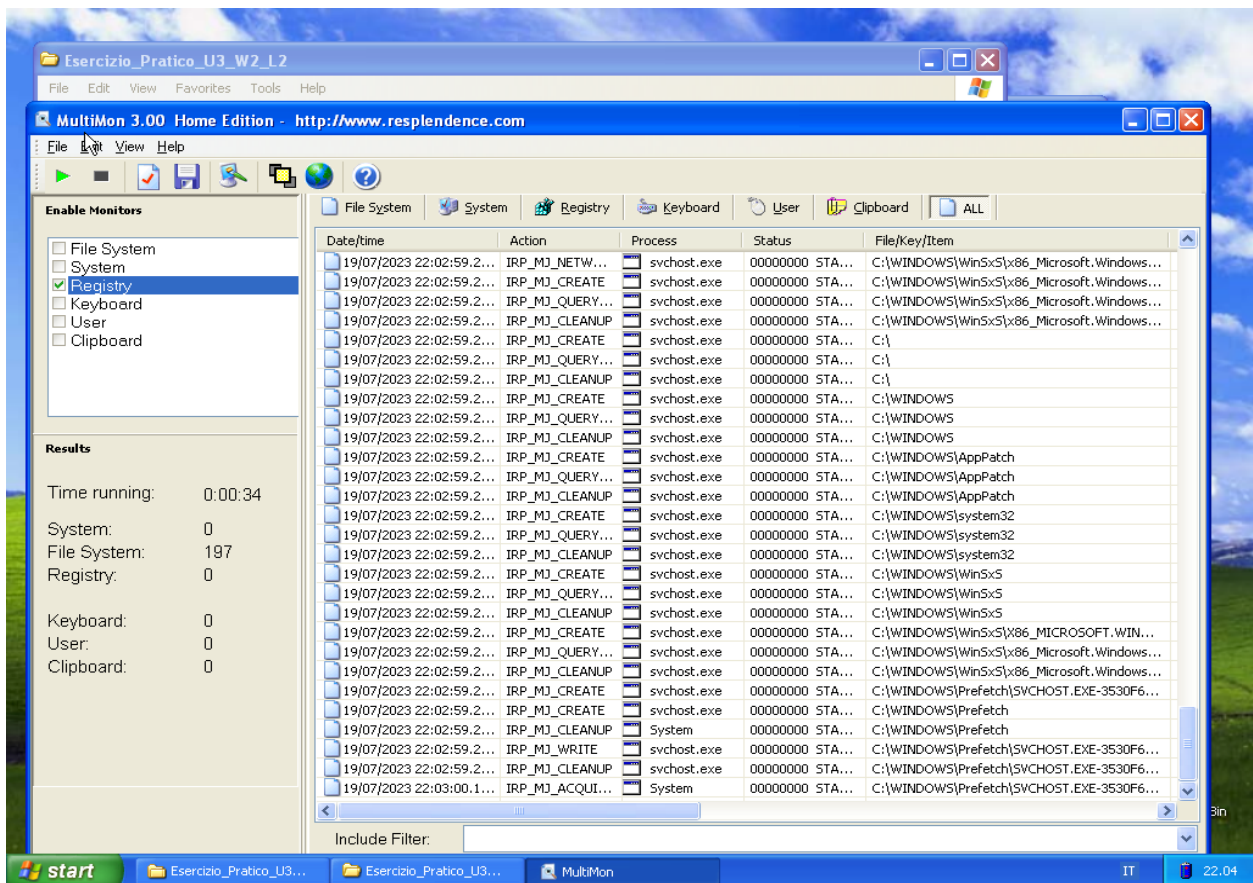 Esercizio_Pratico_U3_W2_L2
File Edit View Favorites Tools Help
MultiMon 3.00 Home Edition - http://www.resplendence.com
File Edit View Help
Enable Monitors
File System
System
Registry
Keyboard
User
Clipboard
Results
Time running: 0:00:34
System: 0
File System: 197
Registry: 0
Keyboard: 0
User: 0
Clipboard: 0
File System System Registry Keyboard User Clipboard ALL
Date/time Action Process Status File/Key/Item
19/07/2023 22:02:59.2... IRP_MJ_NETW... svchost.exe 00000000 STA... C:\WINDOWS\WinSxS\x86_Microsoft.Windows...
19/07/2023 22:02:59.2... IRP_MJ_CREATE svchost.exe 00000000 STA... C:\WINDOWS\WinSxS\x86_Microsoft.Windows...
19/07/2023 22:02:59.2... IRP_MJ_QUERY... svchost.exe 00000000 STA... C:\WINDOWS\WinSxS\x86_Microsoft.Windows...
19/07/2023 22:02:59.2... IRP_MJ_CLEANUP svchost.exe 00000000 STA... C:\WINDOWS\WinSxS\x86_Microsoft.Windows...
19/07/2023 22:02:59.2... IRP_MJ_CREATE svchost.exe 00000000 STA... C:\
19/07/2023 22:02:59.2... IRP_MJ_QUERY... svchost.exe 00000000 STA... C:\
19/07/2023 22:02:59.2... IRP_MJ_CLEANUP svchost.exe 00000000 STA... C:\
19/07/2023 22:02:59.2... IRP_MJ_CREATE svchost.exe 00000000 STA... C:\WINDOWS
19/07/2023 22:02:59.2... IRP_MJ_QUERY... svchost.exe 00000000 STA... C:\WINDOWS
19/07/2023 22:02:59.2... IRP_MJ_CLEANUP svchost.exe 00000000 STA... C:\WINDOWS
19/07/2023 22:02:59.2... IRP_MJ_CREATE svchost.exe 00000000 STA... C:\WINDOWS\AppPatch
19/07/2023 22:02:59.2... IRP_MJ_QUERY... svchost.exe 00000000 STA... C:\WINDOWS\AppPatch
19/07/2023 22:02:59.2... IRP_MJ_CLEANUP svchost.exe 00000000 STA... C:\WINDOWS\AppPatch
19/07/2023 22:02:59.2... IRP_MJ_CREATE svchost.exe 00000000 STA... C:\WINDOWS\system32
19/07/2023 22:02:59.2... IRP_MJ_QUERY... svchost.exe 00000000 STA... C:\WINDOWS\system32
19/07/2023 22:02:59.2... IRP_MJ_CLEANUP svchost.exe 00000000 STA... C:\WINDOWS\system32
19/07/2023 22:02:59.2... IRP_MJ_CREATE svchost.exe 00000000 STA... C:\WINDOWS\WinSxS
19/07/2023 22:02:59.2... IRP_MJ_QUERY... svchost.exe 00000000 STA... C:\WINDOWS\WinSxS
19/07/2023 22:02:59.2... IRP_MJ_CLEANUP svchost.exe 00000000 STA... C:\WINDOWS\WinSxS
19/07/2023 22:02:59.2... IRP_MJ_CREATE svchost.exe 00000000 STA... C:\WINDOWS\WinSxS\X86_MICROSOFT.WIN...
19/07/2023 22:02:59.2... IRP_MJ_QUERY... svchost.exe 00000000 STA... C:\WINDOWS\WinSxS\x86_Microsoft.Windows...
19/07/2023 22:02:59.2... IRP_MJ_CLEANUP svchost.exe 00000000 STA... C:\WINDOWS\WinSxS\x86_Microsoft.Windows...
19/07/2023 22:02:59.2... IRP_MJ_CREATE svchost.exe 00000000 STA... C:\WINDOWS\Prefetch\SVCHOST.EXE-3530F6...
19/07/2023 22:02:59.2... IRP_MJ_CREATE svchost.exe 00000000 STA... C:\WINDOWS\Prefetch
19/07/2023 22:02:59.2... IRP_MJ_CLEANUP System 00000000 STA... C:\WINDOWS\Prefetch
19/07/2023 22:02:59.2... IRP_MJ_WRITE svchost.exe 00000000 STA... C:\WINDOWS\Prefetch\SVCHOST.EXE-3530F6...
19/07/2023 22:02:59.2... IRP_MJ_CLEANUP svchost.exe 00000000 STA... C:\WINDOWS\Prefetch\SVCHOST.EXE-3530F6...
19/07/2023 22:03:00.1... IRP_MJ_ACQUI... System 00000000 STA... C:\WINDOWS\Prefetch\SVCHOST.EXE-3530F6...
Include Filter:
Bin
start Esercizio_Pratico_U3... Esercizio_Pratico_U3... MultiMon IT 22.04